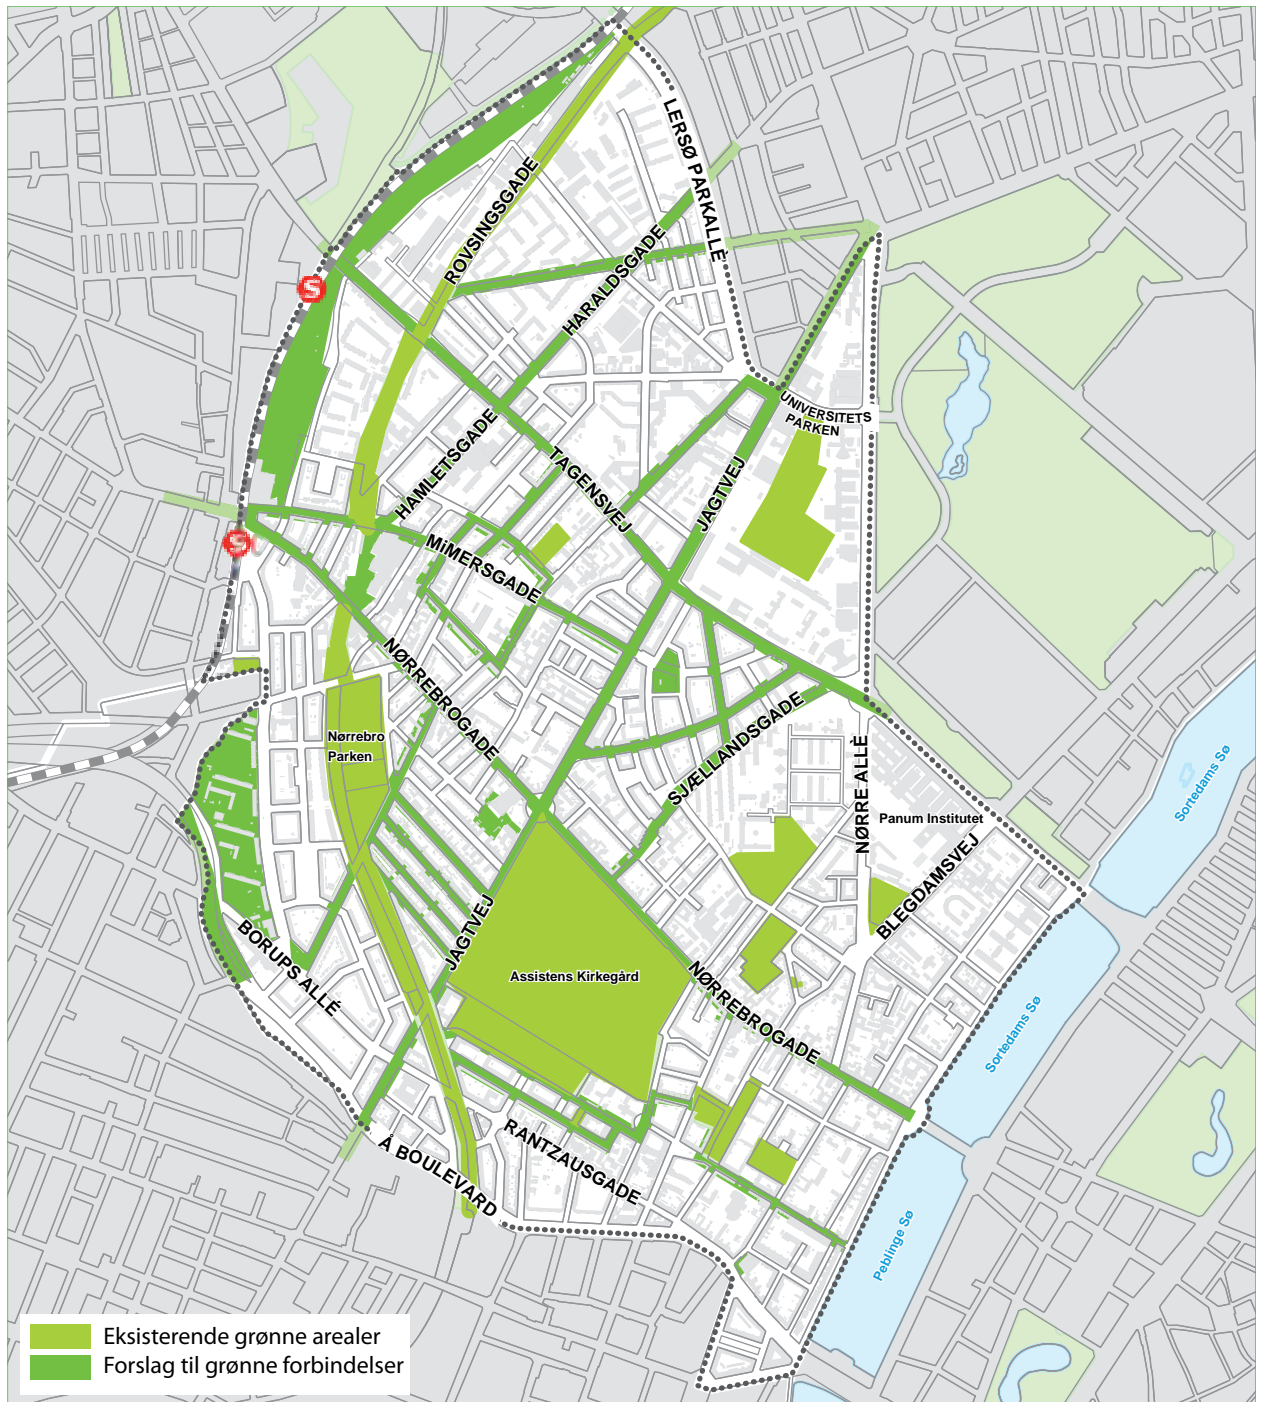 LERSØ PARKALLÈ
ROVSINGSGADE
HARALDSGADE
S
UNIVERSITETS
PARKEN
HAMLETSGADE
TAGENSVEJ
JAGTVEJ
S
MiMERSGADE
NØRREBROGADE
Nørrebro
Parken
SJÆLLANDSGADE
NØRRE ALLÈ
Sortedams Sø
Panum Institutet
BLEGDAMSVEJ
JAGTVEJ
BORUPS ALLÉ
Assistens Kirkegård
NØRREBROGADE
Sortedams Sø
RANTZAUSGADE
Å BOULEVARD
Peblinge Sø
Eksisterende grønne arealer
Forslag til grønne forbindelser